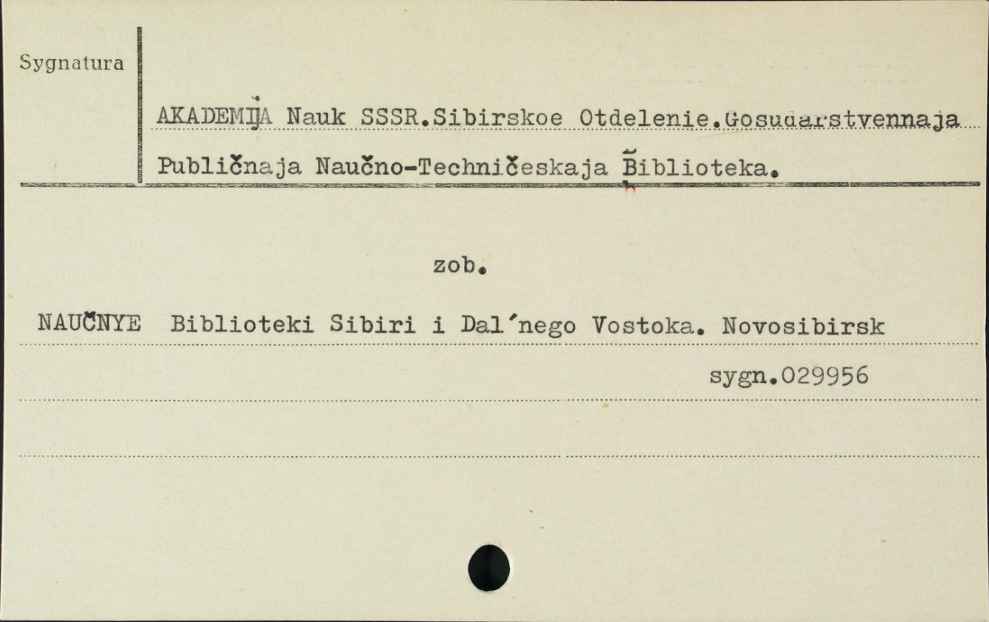 Sygnatura
AKADEMIJA Nauk SSSR.Sibirskoe Otdelenie.Gosudarstvennaja
Publičnaja Naučno-Techničeskaja Biblioteka.
zob.
NAUČNYE Biblioteki Sibiri i Dal´nego Vostoka. Novosibirsk
sygn.029956